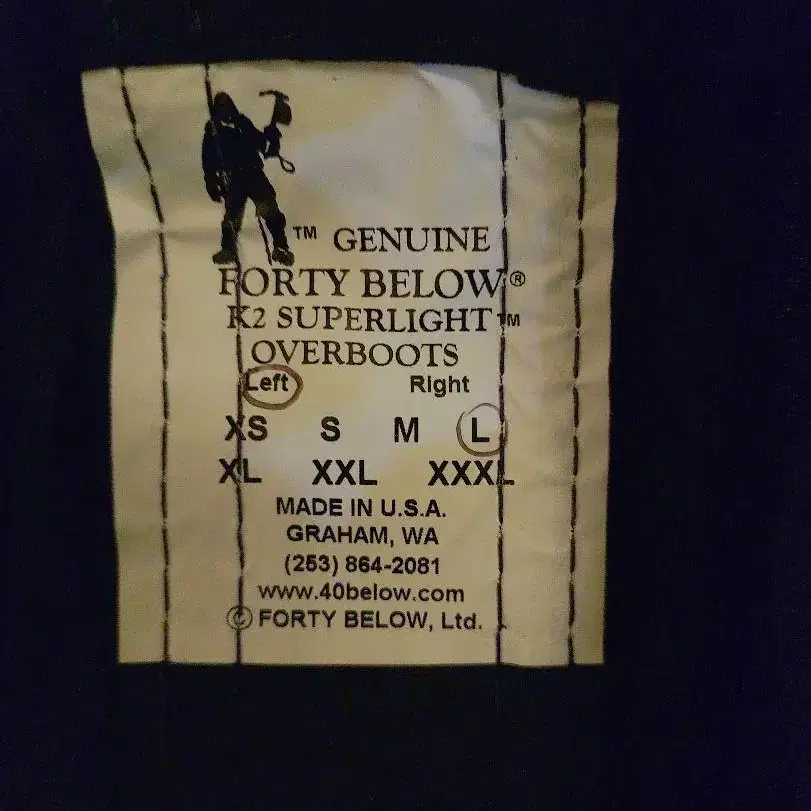 ™ GENUINE
FORTY BELOW®
K2 SUPERLIGHT™
OVERBOOTS
Left Right
XS S M L
XL XXL XXXL
MADE IN U.S.A.
GRAHAM, WA
(253) 864-2081
www.40below.com
© FORTY BELOW, Ltd.